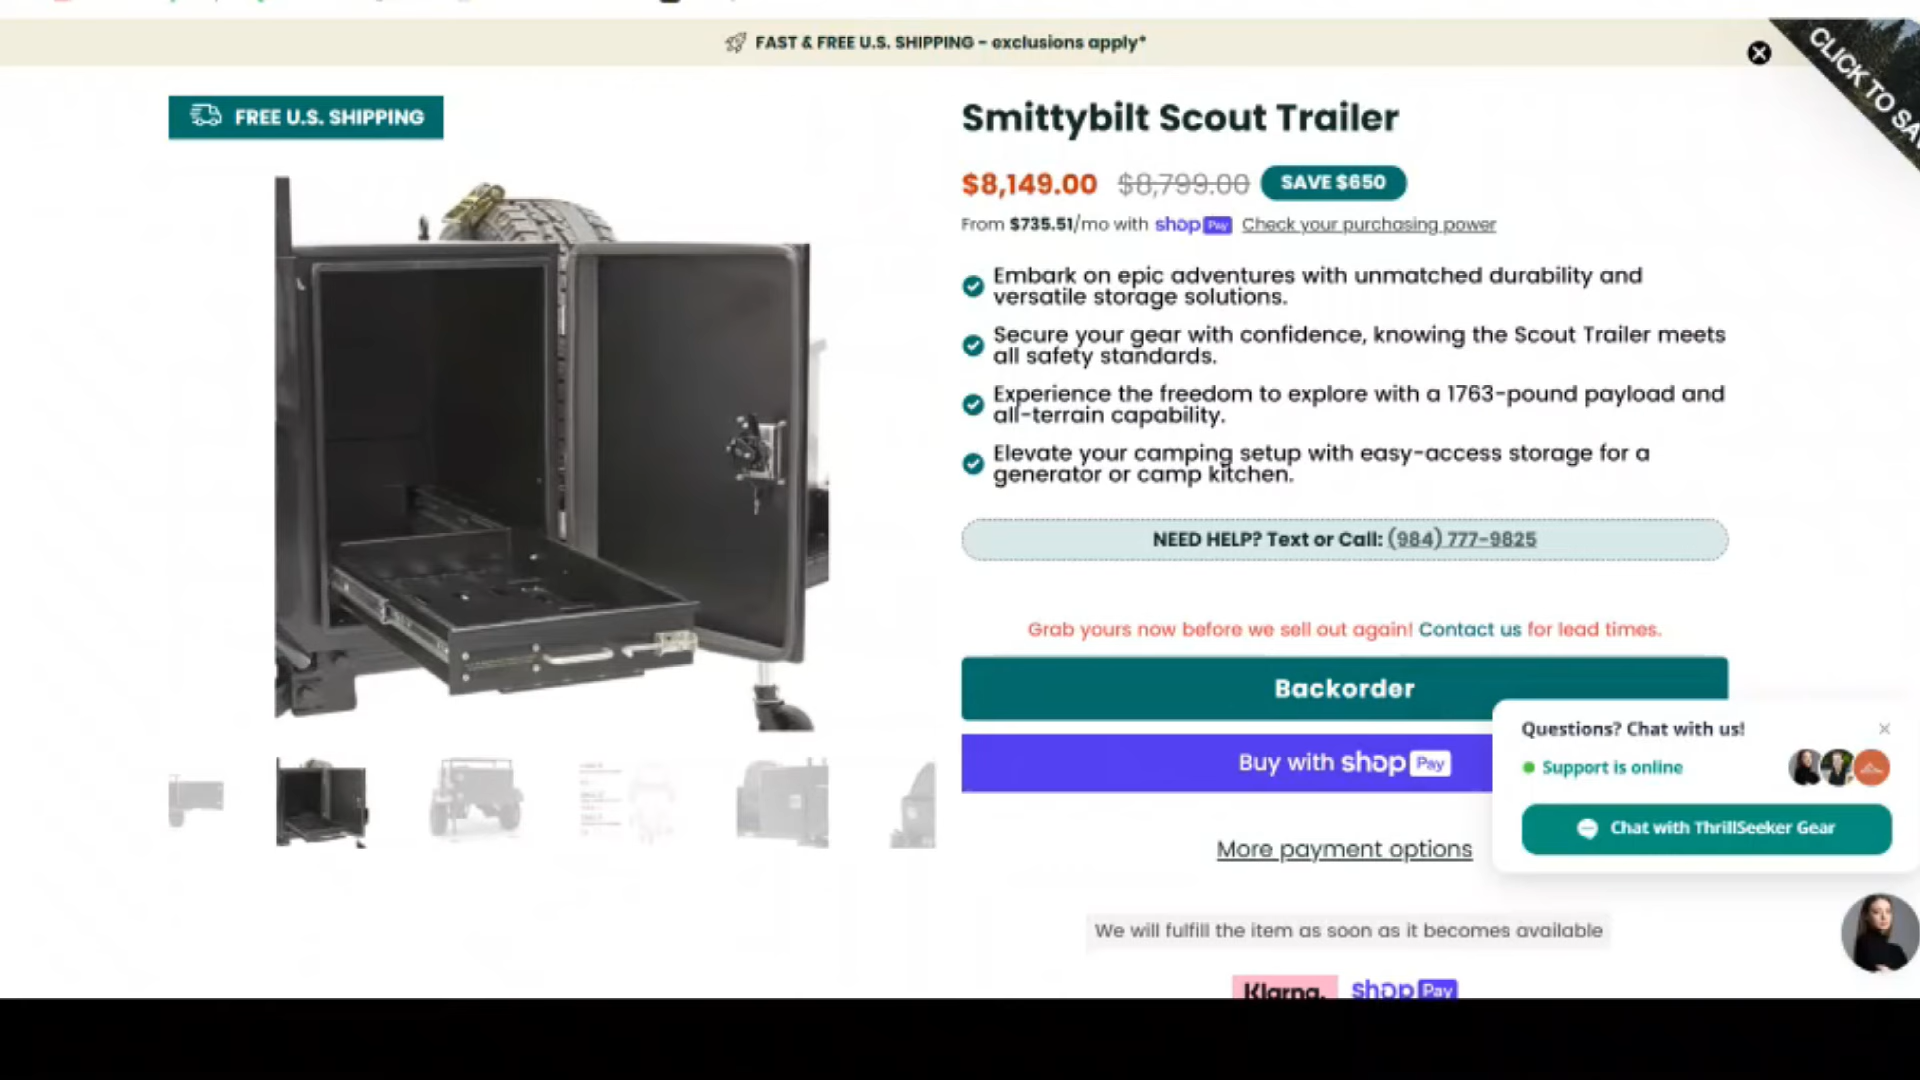 FAST & FREE U.S. SHIPPING - exclusions apply*
CLICK TO SA
FREE U.S. SHIPPING
Smittybilt Scout Trailer
$8,149.00 $8,799.00 SAVE $650
From $735.51/mo with shop Pay Check your purchasing power
Embark on epic adventures with unmatched durability and
versatile storage solutions.
Secure your gear with confidence, knowing the Scout Trailer meets
all safety standards.
Experience the freedom to explore with a 1763-pound payload and
all-terrain capability.
Elevate your camping setup with easy-access storage for a
generator or camp kitchen.
NEED HELP? Text or Call: (984) 777-9825
Grab yours now before we sell out again! Contact us for lead times.
Backorder
Buy with shop Pay
More payment options
We will fulfill the item as soon as it becomes available
Klarna. shop Pay
Questions? Chat with us!
Support is online
Chat with ThrillSeeker Gear